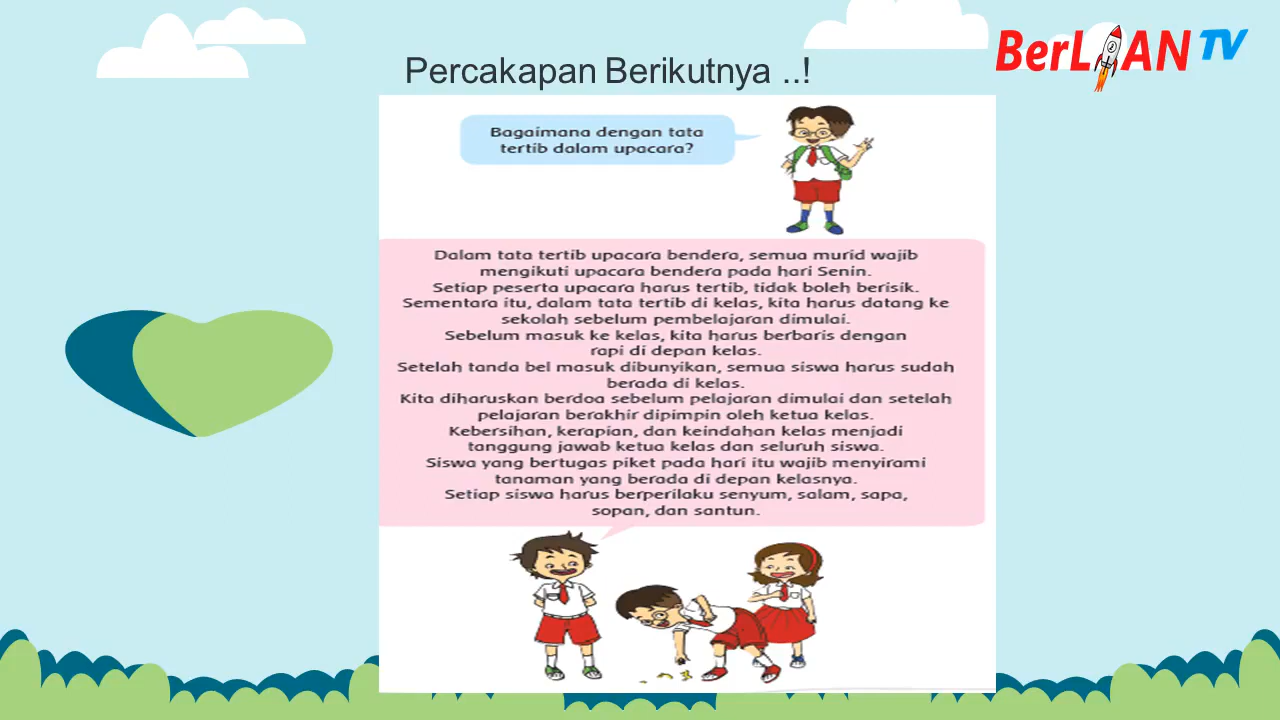 BerLIAN TV
Percakapan Berikutnya ..!
Bagaimana dengan tata
tertib dalam upacara?
Dalam tata tertib upacara bendera, semua murid wajib
mengikuti upacara bendera pada hari Senin.
Setiap peserta upacara harus tertib, tidak boleh berisik.
Sementara itu, dalam tata tertib di kelas, kita harus datang ke
sekolah sebelum pembelajaran dimulai.
Sebelum masuk ke kelas, kita harus berbaris dengan
rapi di depan kelas.
Setelah tanda bel masuk dibunyikan, semua siswa harus sudah
berada di kelas.
Kita diharuskan berdoa sebelum pelajaran dimulai dan setelah
pelajaran berakhir dipimpin oleh ketua kelas.
Kebersihan, kerapian, dan keindahan kelas menjadi
tanggung jawab ketua kelas dan seluruh siswa.
Siswa yang bertugas piket pada hari itu wajib menyirami
tanaman yang berada di depan kelasnya.
Setiap siswa harus berperilaku senyum, salam, sapa,
sopan, dan santun.